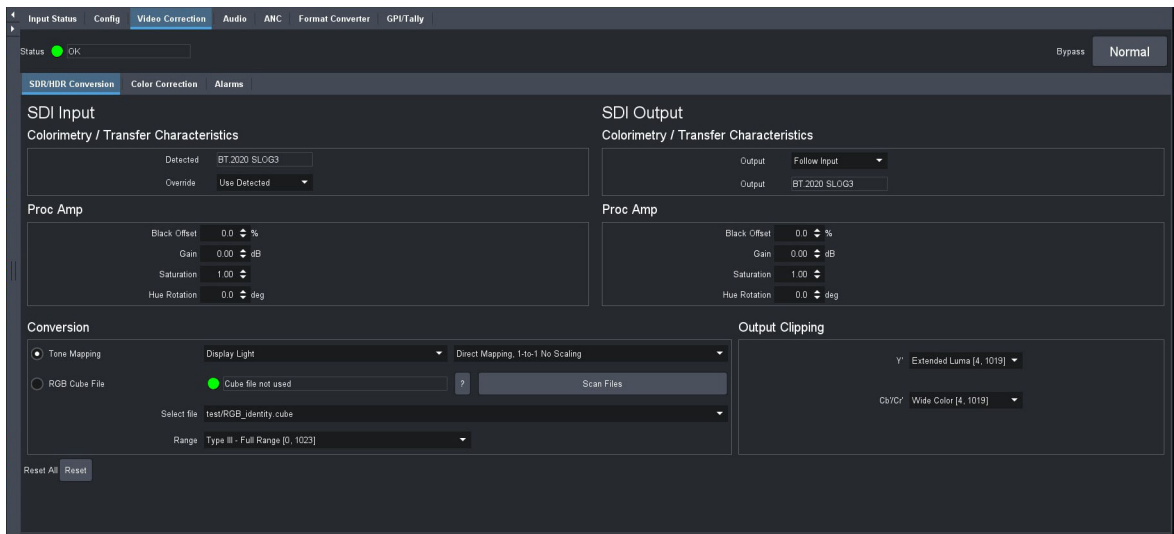 Input Status Config Video Correction Audio ANC Format Converter GPI/Tally
Status OK Bypass Normal
SDR/HDR Conversion Color Correction Alarms
SDI Input SDI Output
Colorimetry / Transfer Characteristics Colorimetry / Transfer Characteristics
Detected BT.2020 SLOG3 Output Follow Input
Override Use Detected Output BT.2020 SLOG3
Proc Amp Proc Amp
Black Offset 0.0 % Black Offset 0.0 %
Gain 0.00 dB Gain 0.00 dB
Saturation 1.00 Saturation 1.00
Hue Rotation 0.0 deg Hue Rotation 0.0 deg
Conversion Output Clipping
Tone Mapping Display Light Direct Mapping, 1-to-1 No Scaling
Y' Extended Luma [4, 1019]
RGB Cube File Cube file not used ? Scan Files
Cb'/Cr' Wide Color [4, 1019]
Select file test/RGB_identity.cube
Range Type III - Full Range [0, 1023]
Reset All Reset